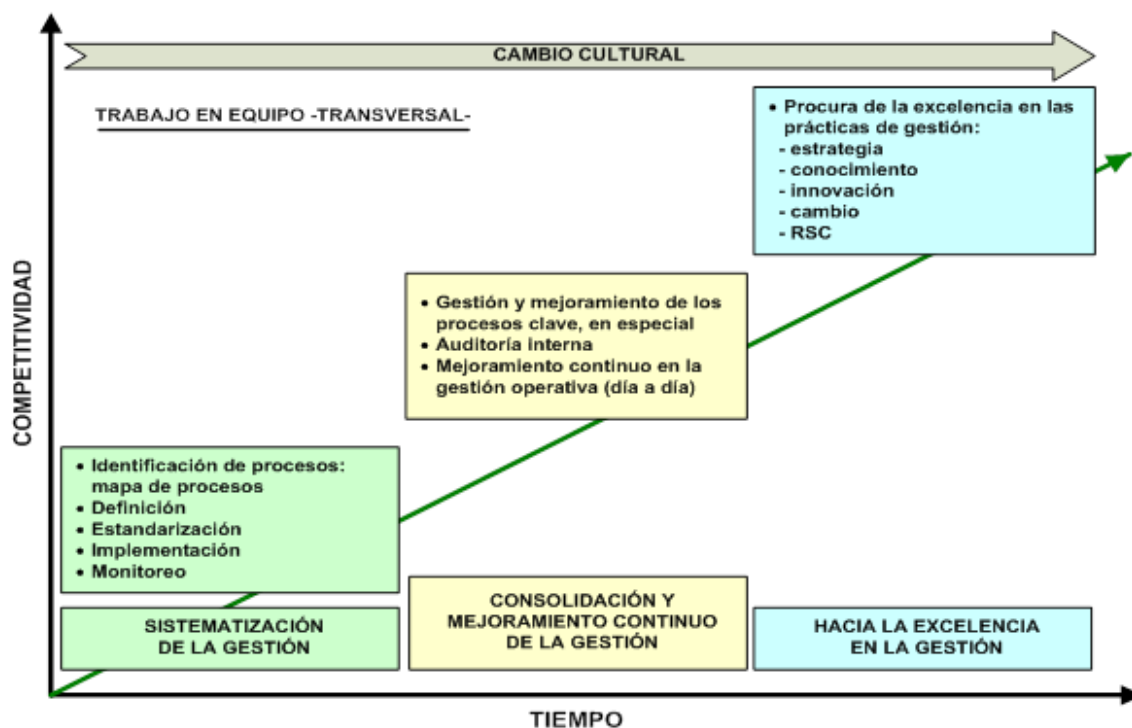 CAMBIO CULTURAL
TRABAJO EN EQUIPO -TRANSVERSAL-
• Procura de la excelencia en las
prácticas de gestión:
- estrategia
- conocimiento
- innovación
- cambio
- RSC
COMPETITIVIDAD
• Gestión y mejoramiento de los
procesos clave, en especial
• Auditoría interna
• Mejoramiento continuo en la
gestión operativa (día a día)
• Identificación de procesos:
mapa de procesos
• Definición
• Estandarización
• Implementación
• Monitoreo
SISTEMATIZACIÓN
DE LA GESTIÓN
CONSOLIDACIÓN Y
MEJORAMIENTO CONTINUO
DE LA GESTIÓN
HACIA LA EXCELENCIA
EN LA GESTIÓN
TIEMPO